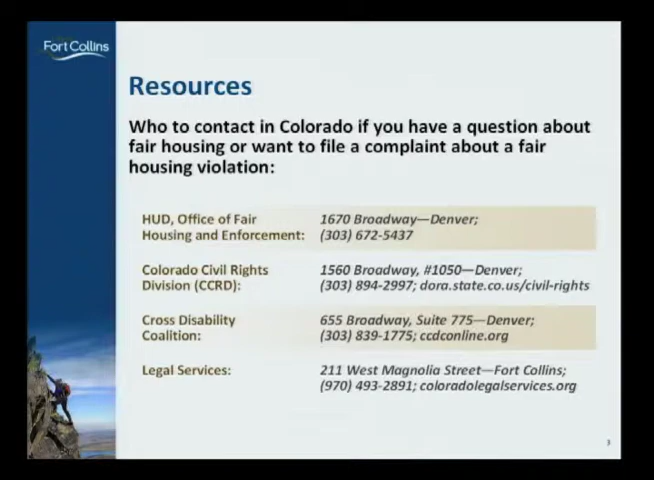 Fort Collins
Resources
Who to contact in Colorado if you have a question about
fair housing or want to file a complaint about a fair
housing violation:
HUD, Office of Fair
Housing and Enforcement:
1670 Broadway—Denver;
(303) 672-5437
Colorado Civil Rights
Division (CCRD):
1560 Broadway, #1050—Denver;
(303) 894-2997; dora.state.co.us/civil-rights
Cross Disability
Coalition:
655 Broadway, Suite 775—Denver;
(303) 839-1775; ccdconline.org
Legal Services:
211 West Magnolia Street—Fort Collins;
(970) 493-2891; coloradolegalservices.org
3